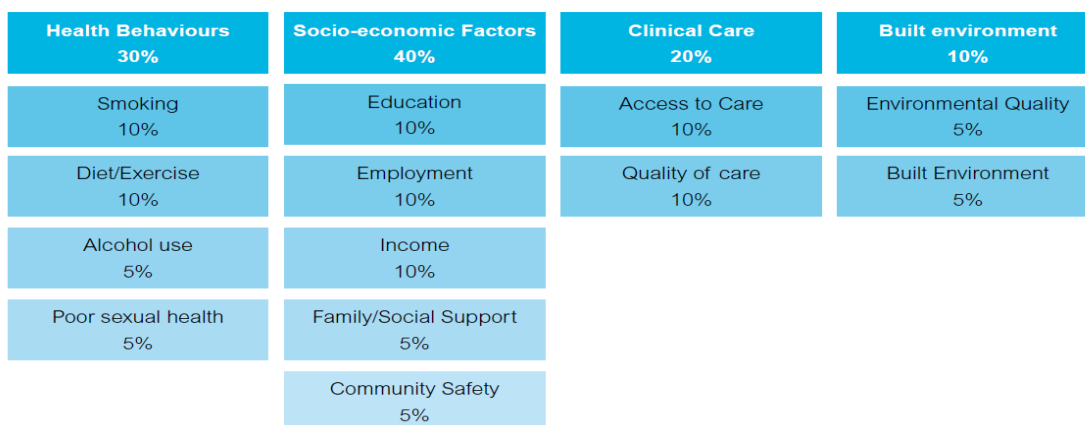 Health Behaviours
30%
Smoking
10%
Diet/Exercise
10%
Alcohol use
5%
Poor sexual health
5%
Socio-economic Factors
40%
Education
10%
Employment
10%
Income
10%
Family/Social Support
5%
Community Safety
5%
Clinical Care
20%
Access to Care
10%
Quality of care
10%
Built environment
10%
Environmental Quality
5%
Built Environment
5%